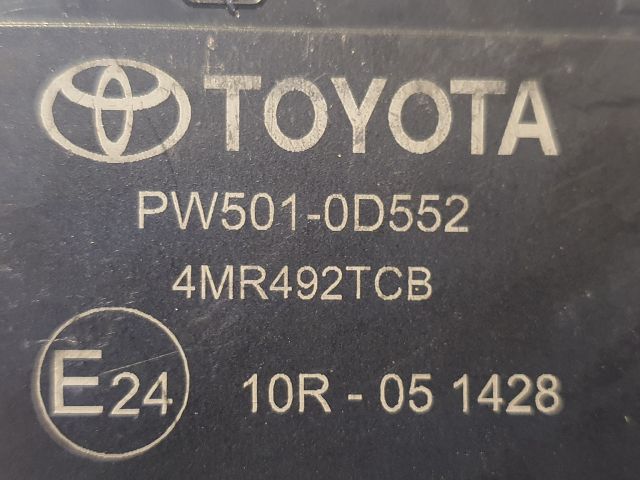 TOYOTA
PW501-0D552
4MR492TCB
E24 10R - 05 1428